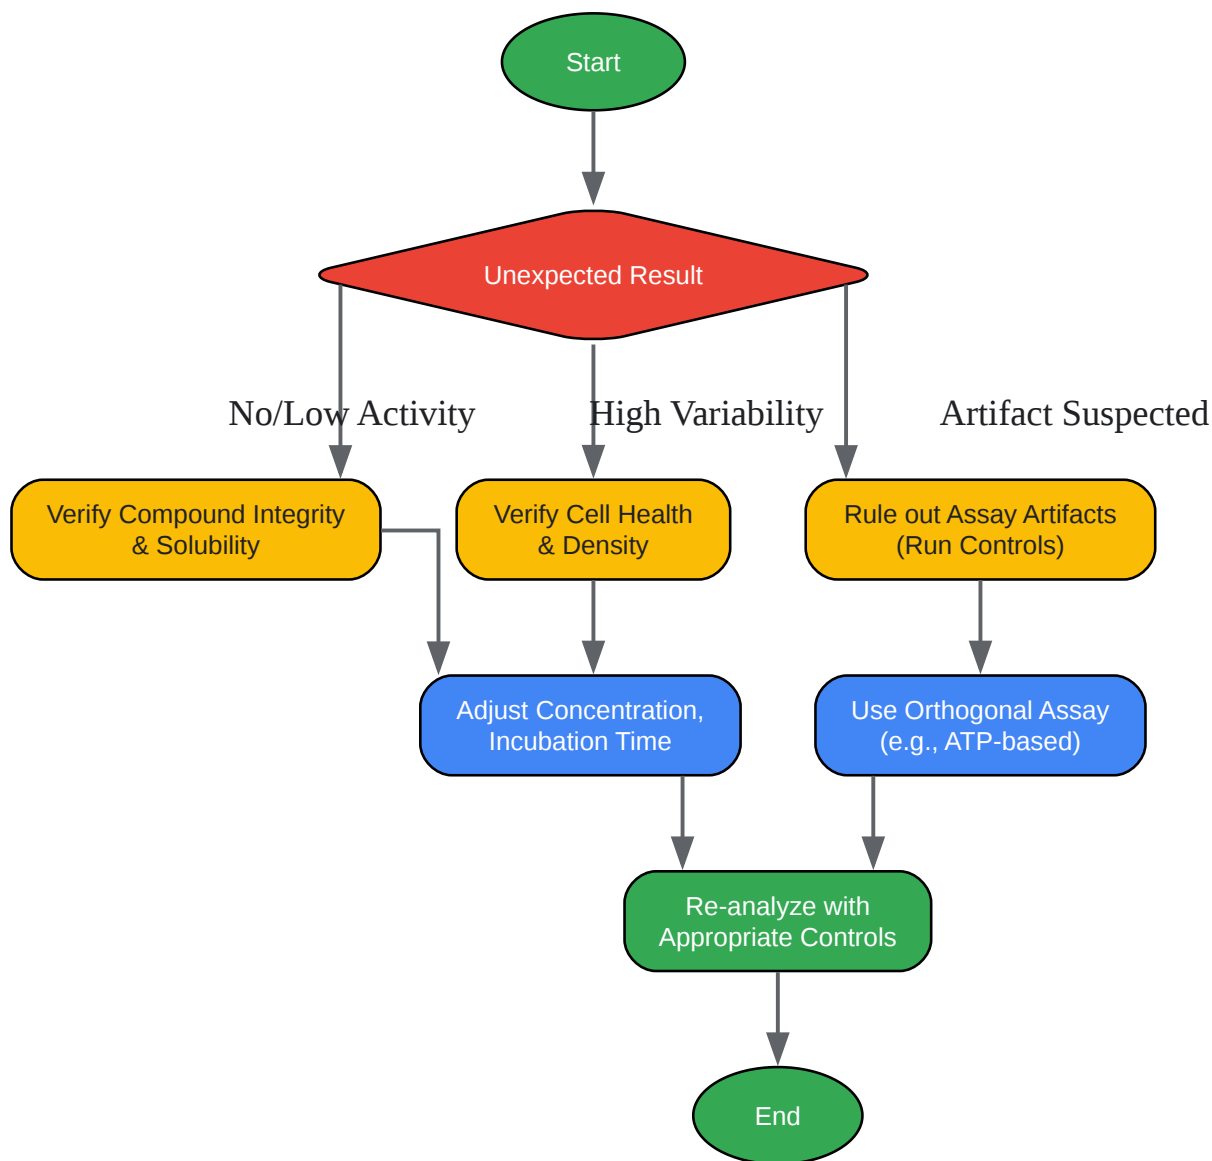 Start
Unexpected Result
No/Low Activity
High Variability
Artifact Suspected
Verify Compound Integrity
& Solubility
Verify Cell Health
& Density
Rule out Assay Artifacts
(Run Controls)
Adjust Concentration,
Incubation Time
Use Orthogonal Assay
(e.g., ATP-based)
Re-analyze with
Appropriate Controls
End